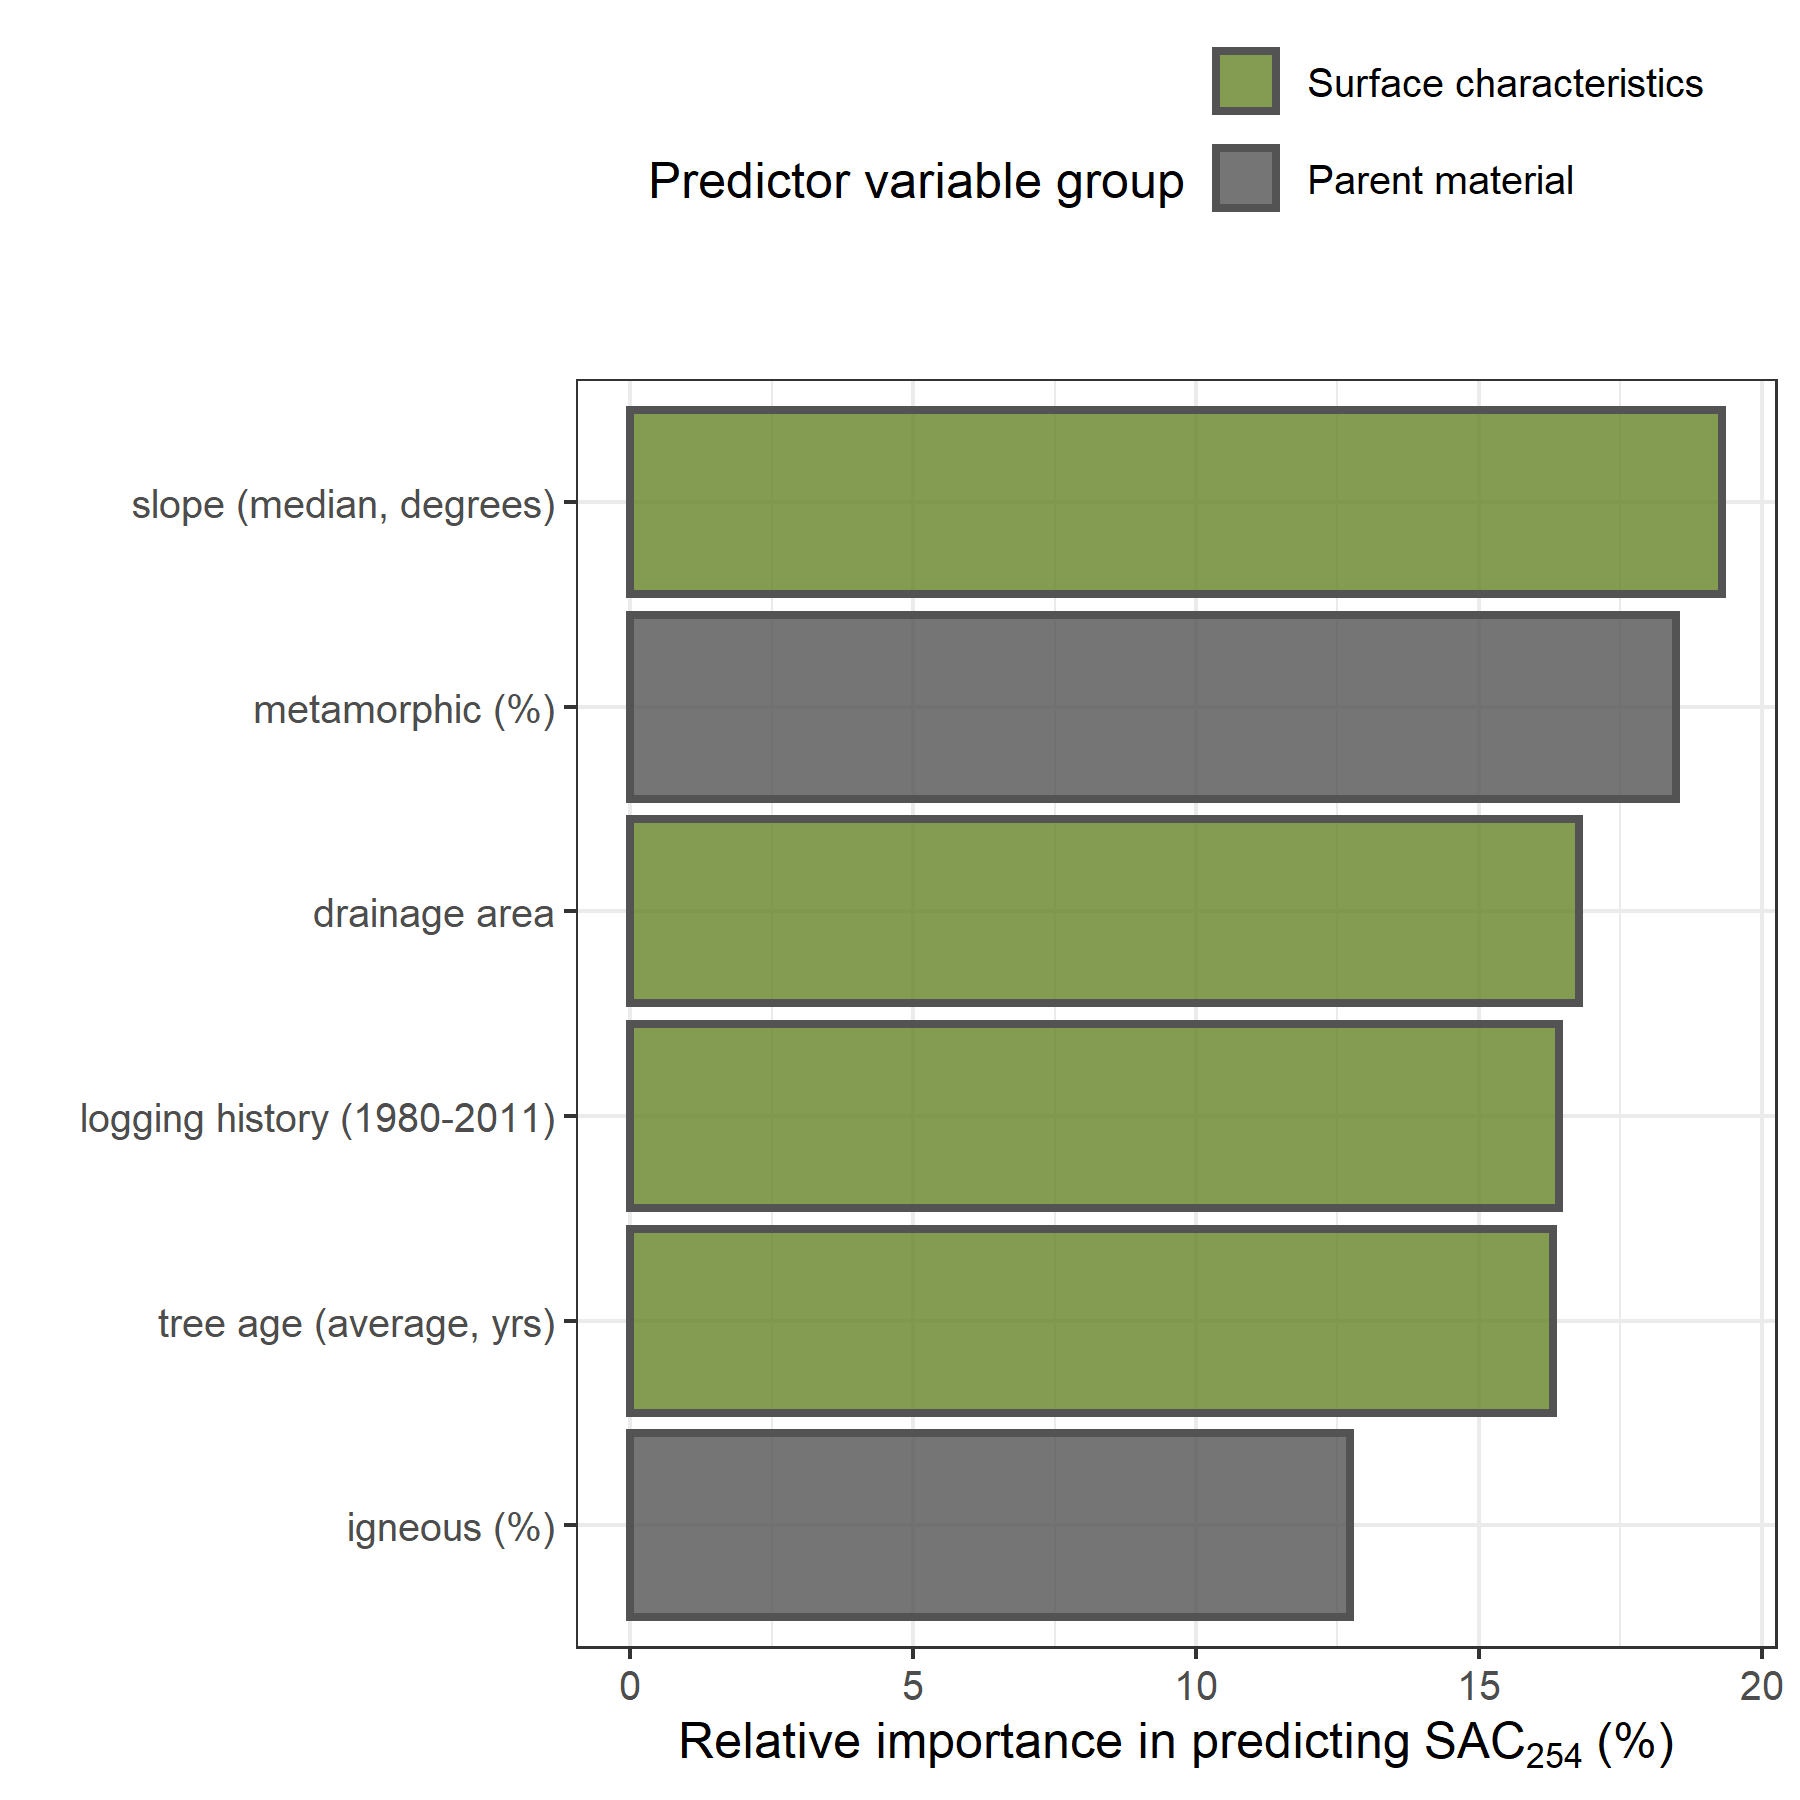 Surface characteristics
Predictor variable group
Parent material
slope (median, degrees)
metamorphic (%)
drainage area
logging history (1980-2011)
tree age (average, yrs)
igneous (%)
0 5 10 15 20
Relative importance in predicting SAC₂₅₄ (%)